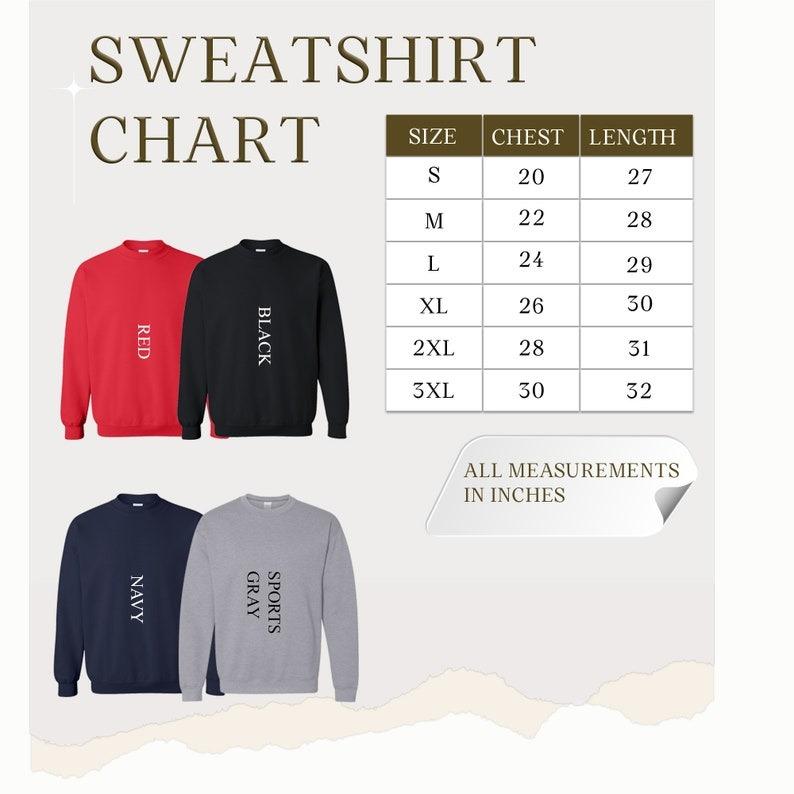 SWEATSHIRT
CHART
SIZE CHEST LENGTH
S 20 27
M 22 28
L 24 29
XL 26 30
2XL 28 31
3XL 30 32
ALL MEASUREMENTS
IN INCHES
RED
BLACK
NAVY
SPORTS
GRAY